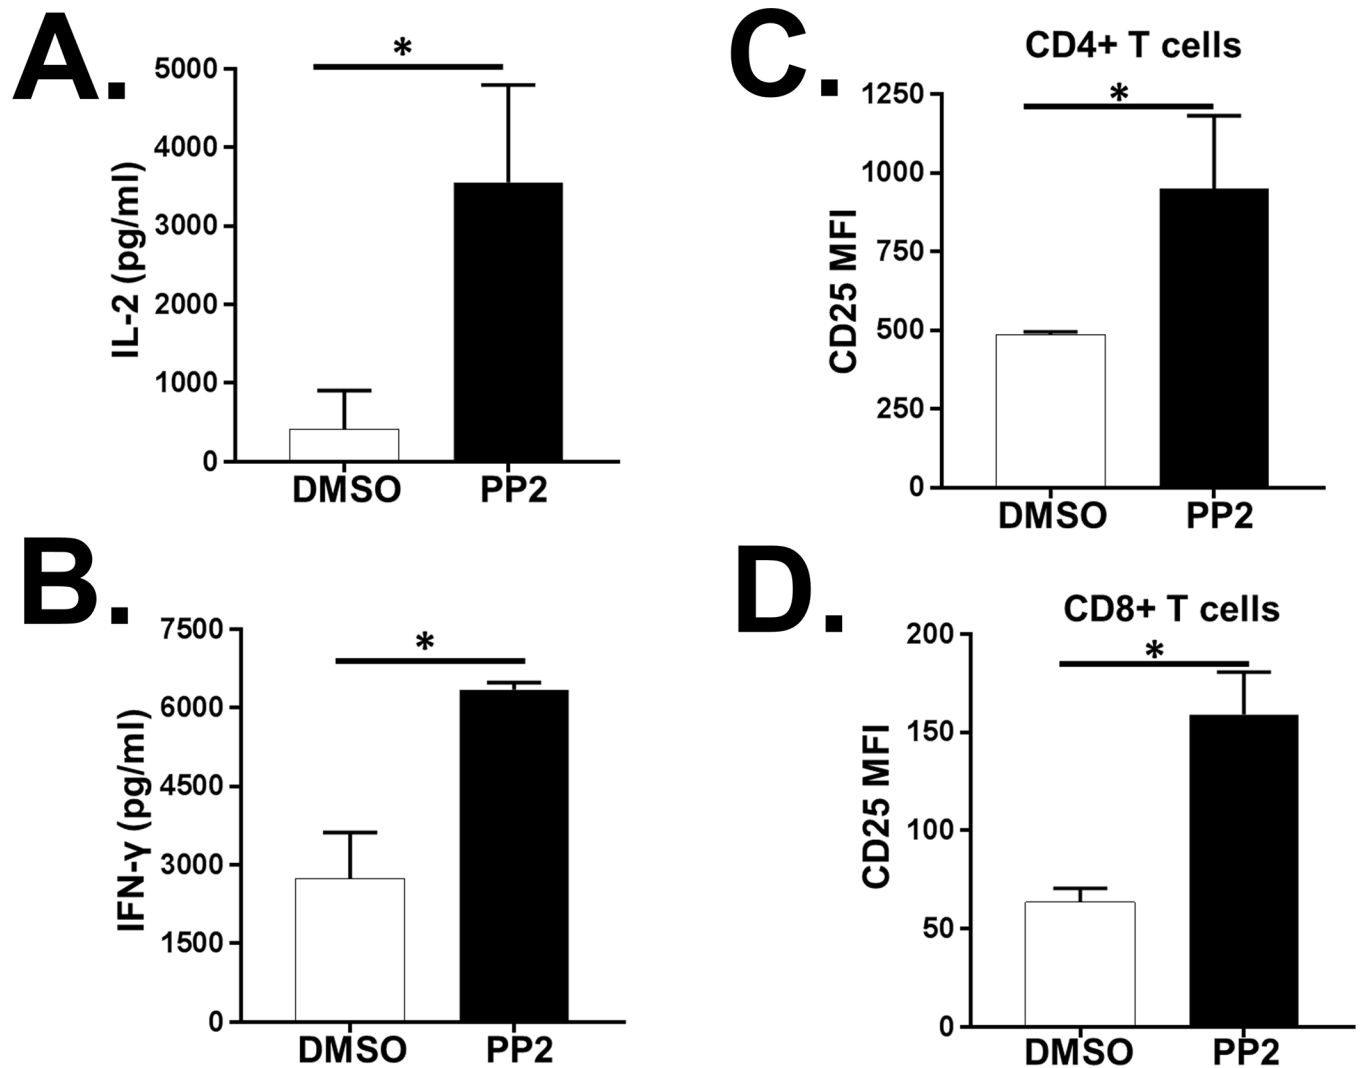 A.
*
5000
4000
3000
2000
1000
0
IL-2 (pg/ml)
DMSO PP2
B.
*
7500
6000
4500
3000
1500
0
IFN-γ (pg/ml)
DMSO PP2
C.
CD4+ T cells
*
1250
1000
750
500
250
0
CD25 MFI
DMSO PP2
D.
CD8+ T cells
*
200
150
100
50
0
CD25 MFI
DMSO PP2